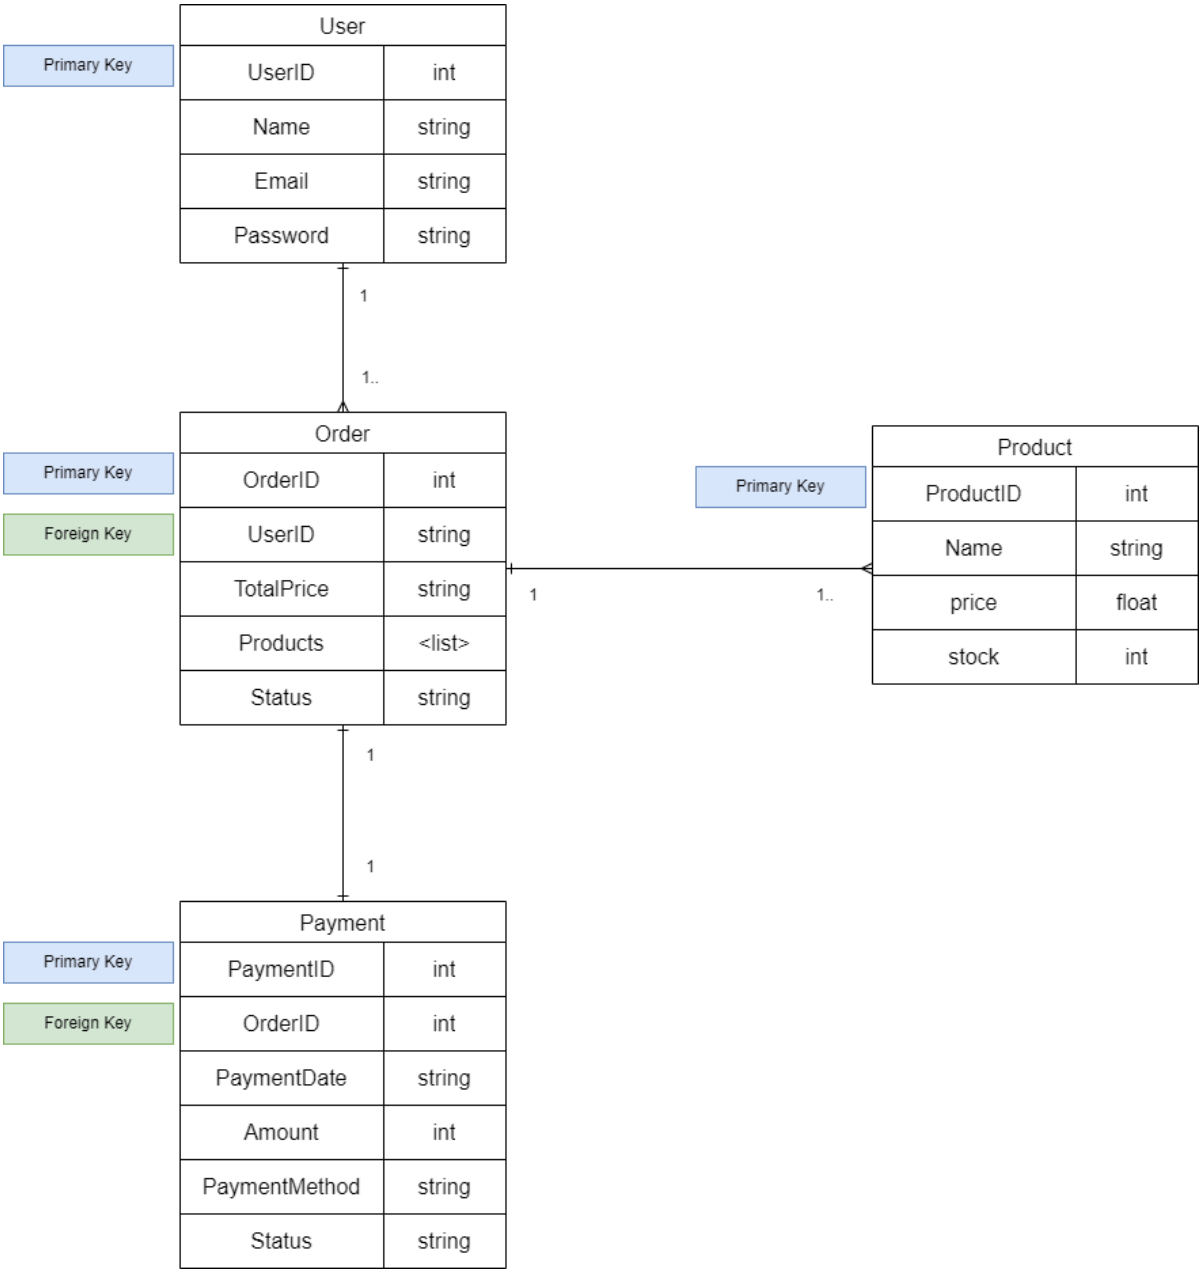 User
Primary Key
UserID int
Name string
Email string
Password string
1
1..
Order
Primary Key
OrderID int
Foreign Key
UserID string
TotalPrice string
Products <list>
Status string
1
1..
Product
Primary Key
ProductID int
Name string
price float
stock int
1
1
Payment
Primary Key
PaymentID int
Foreign Key
OrderID int
PaymentDate string
Amount int
PaymentMethod string
Status string